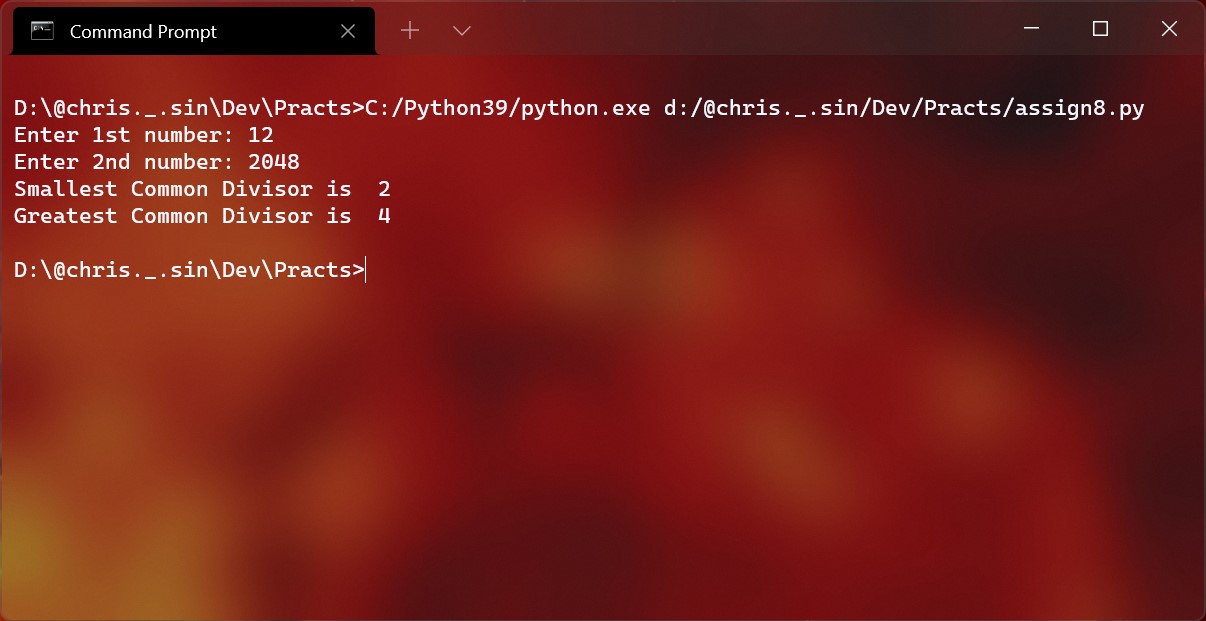 Command Prompt
D:\@chris._.sin\Dev\Practs>C:/Python39/python.exe d:/@chris._.sin/Dev/Practs/assign8.py
Enter 1st number: 12
Enter 2nd number: 2048
Smallest Common Divisor is  2
Greatest Common Divisor is  4
D:\@chris._.sin\Dev\Practs>